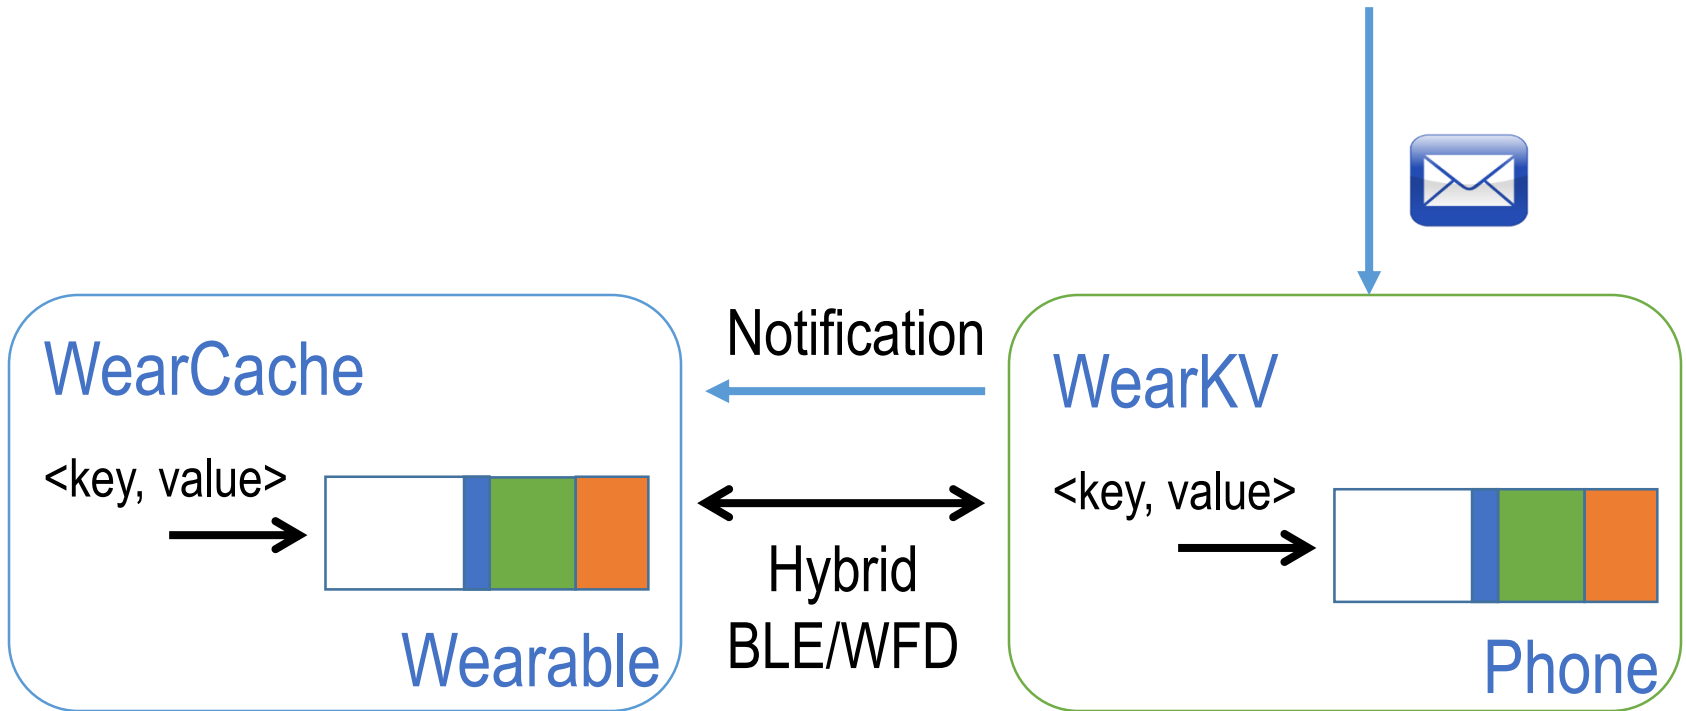 WearCache
<key, value>
Wearable
Notification
Hybrid
BLE/WFD
WearKV
<key, value>
Phone